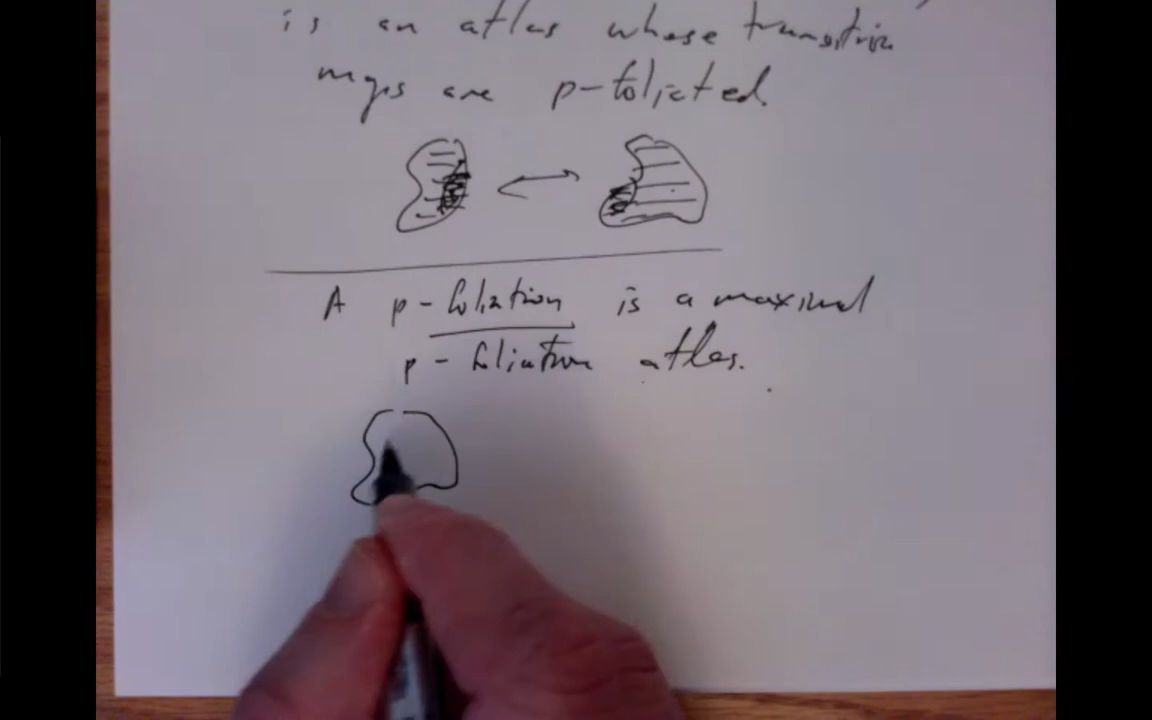 is an atlas whose transition
maps are p-foliated.
A p-foliation is a maximal
p-foliation atlas.